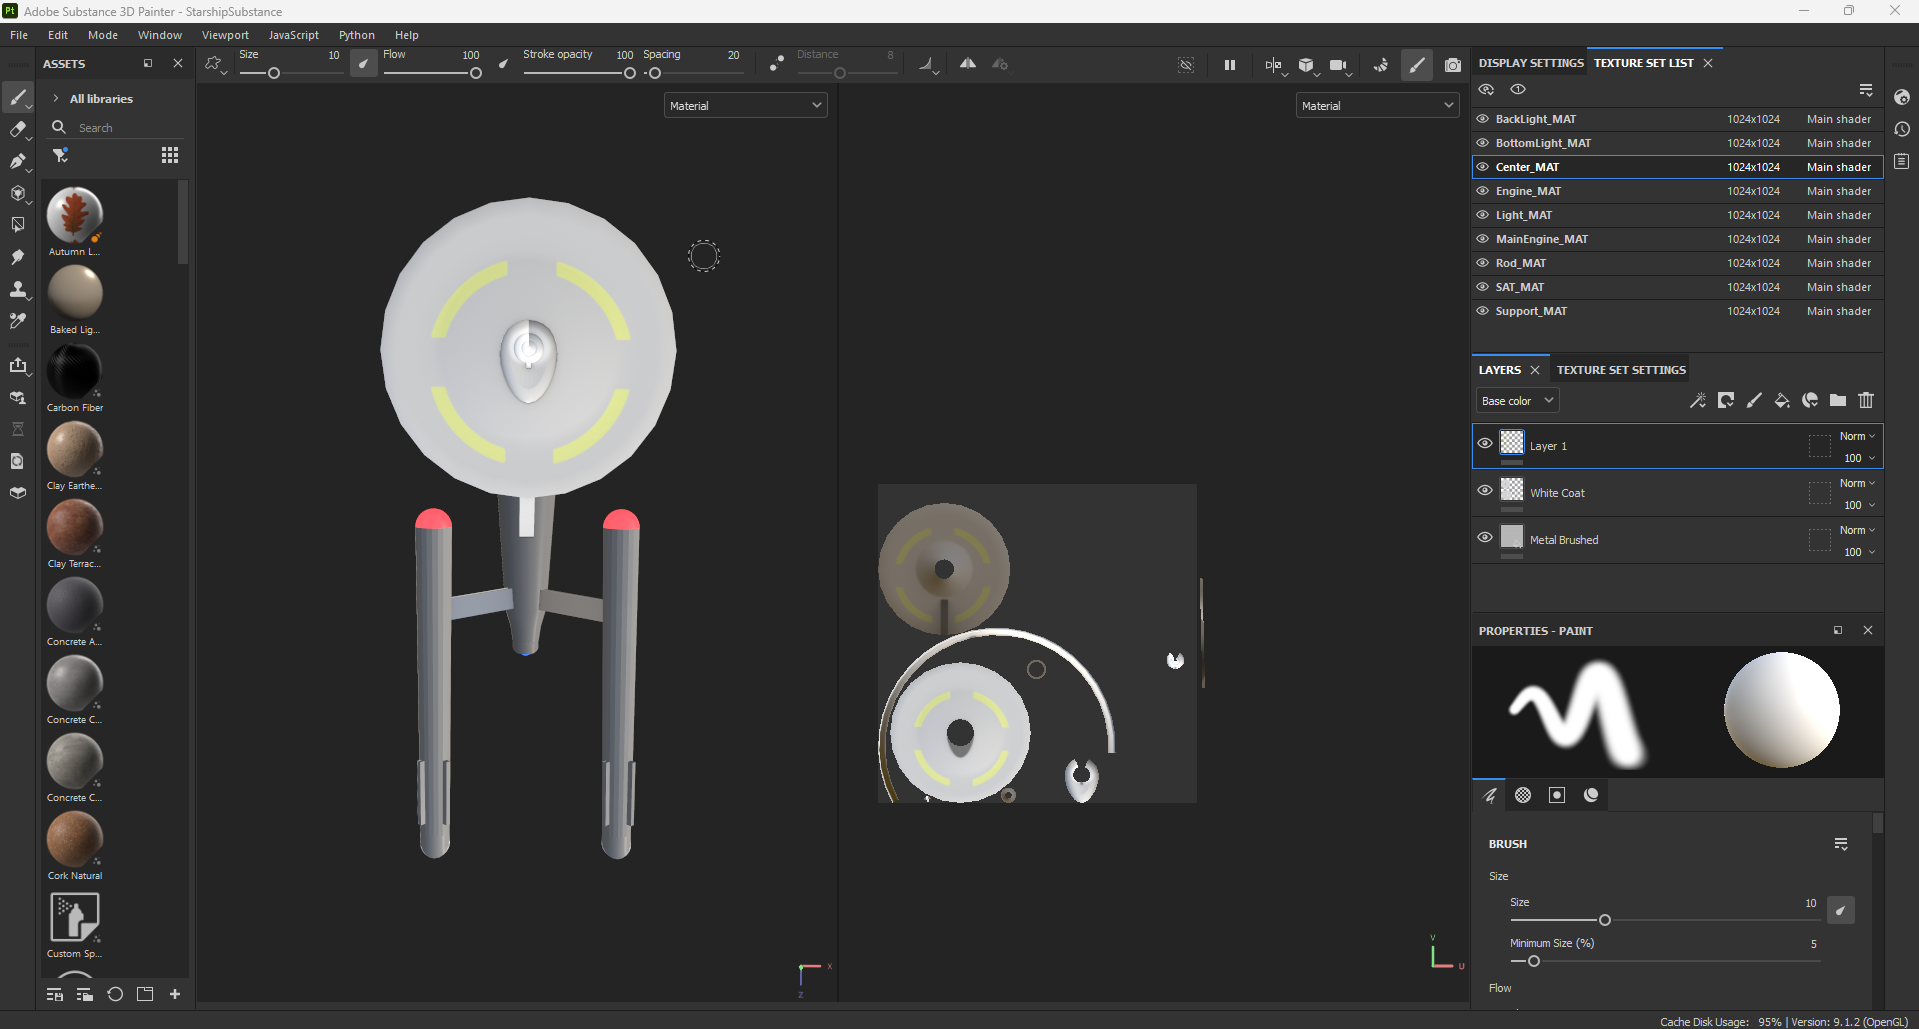 Pt Adobe Substance 3D Painter - StarshipSubstance
File Edit Mode Window Viewport JavaScript Python Help
ASSETS
All libraries
Search
Autumn L...
Baked Lig...
Carbon Fiber
Clay Earthe...
Clay Terrac...
Concrete A...
Concrete C...
Concrete C...
Cork Natural
Custom Sp...
Size 10 Flow 100 Stroke opacity 100 Spacing 20 Distance 8
Material
Material
X
Z
V
U
DISPLAY SETTINGS TEXTURE SET LIST
BackLight_MAT 1024x1024 Main shader
BottomLight_MAT 1024x1024 Main shader
Center_MAT 1024x1024 Main shader
Engine_MAT 1024x1024 Main shader
Light_MAT 1024x1024 Main shader
MainEngine_MAT 1024x1024 Main shader
Rod_MAT 1024x1024 Main shader
SAT_MAT 1024x1024 Main shader
Support_MAT 1024x1024 Main shader
LAYERS TEXTURE SET SETTINGS
Base color
Layer 1 Norm 100
White Coat Norm 100
Metal Brushed Norm 100
PROPERTIES - PAINT
BRUSH
Size
Size 10
Minimum Size (%) 5
Flow
Cache Disk Usage: 95% | Version: 9.1.2 (OpenGL)